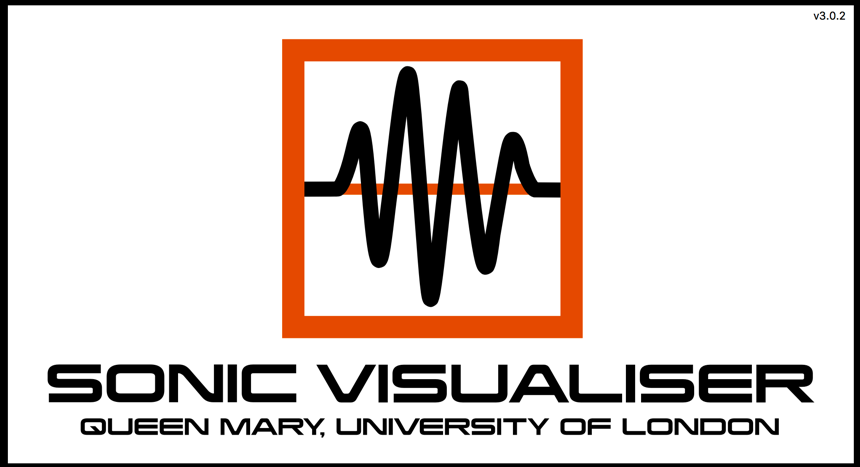 v3.0.2
SONIC VISUALISER
QUEEN MARY, UNIVERSITY OF LONDON